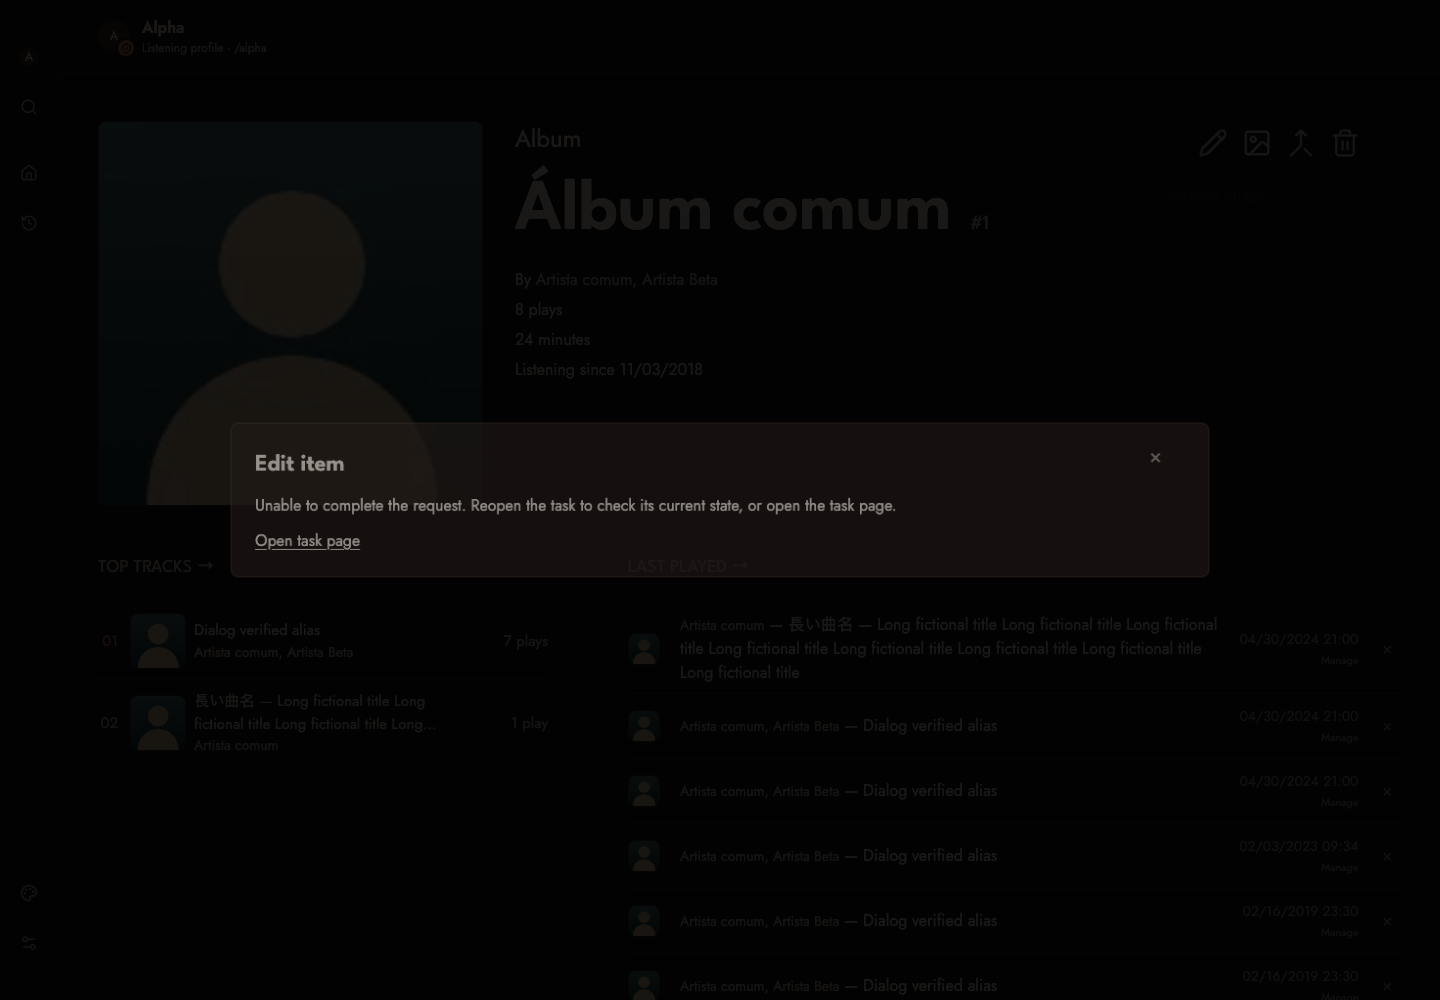 A
Alpha
A
Listening profile · /alpha
Album
Álbum comum #1
By Artista comum, Artista Beta
8 plays
24 minutes
Listening since 11/03/2018
Edit item
×
Unable to complete the request. Reopen the task to check its current state, or open the task page.
Open task page
TOP TRACKS →
01
Dialog verified alias
Artista comum, Artista Beta
7 plays
02
長い曲名 — Long fictional title Long
fictional title Long fictional title Long...
Artista comum
1 play
LAST PLAYED →
Artista comum — 長い曲名 — Long fictional title Long fictional title Long fictional
title Long fictional title Long fictional title Long fictional title Long fictional title
Long fictional title
04/30/2024 21:00
Manage
×
Artista comum, Artista Beta — Dialog verified alias
04/30/2024 21:00
Manage
×
Artista comum, Artista Beta — Dialog verified alias
04/30/2024 21:00
Manage
×
Artista comum, Artista Beta — Dialog verified alias
02/03/2023 09:34
Manage
×
Artista comum, Artista Beta — Dialog verified alias
02/16/2019 23:30
Manage
×
Artista comum, Artista Beta — Dialog verified alias
02/16/2019 23:30
Manage
×